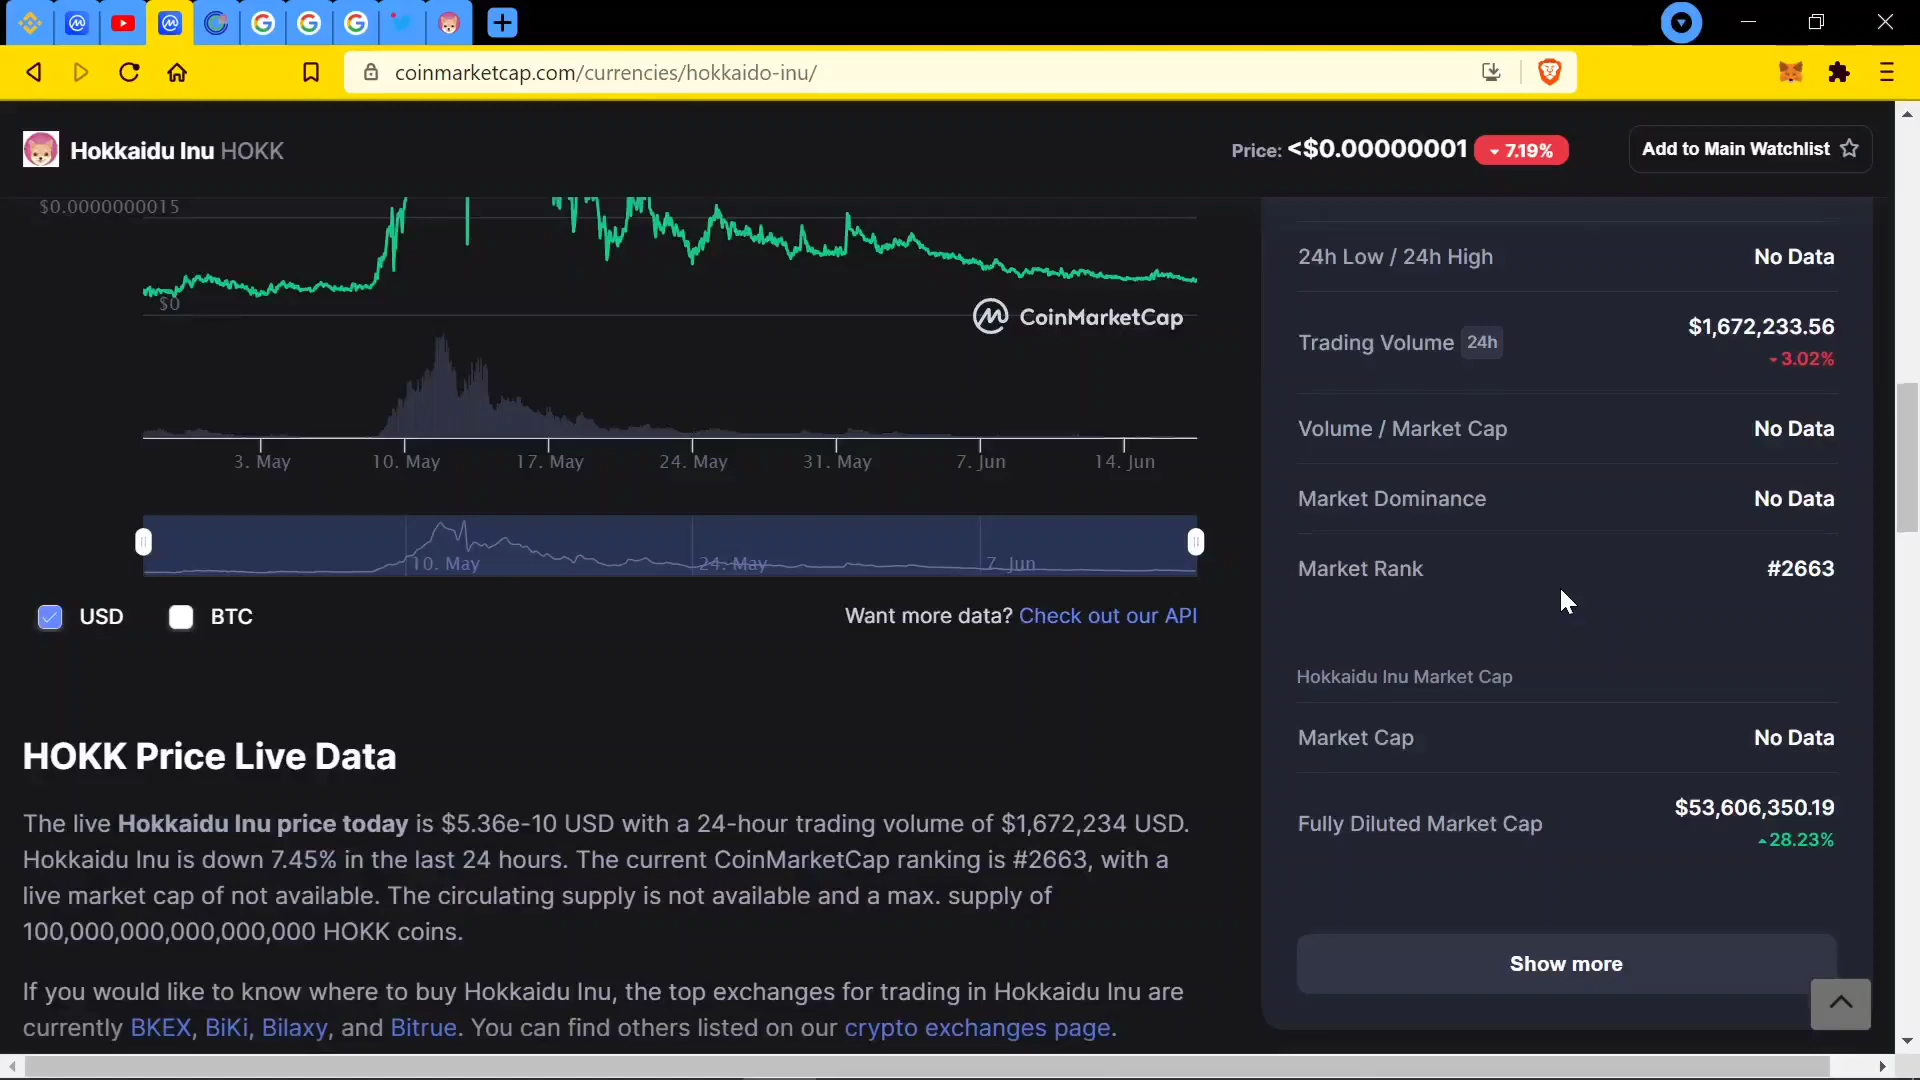 coinmarketcap.com/currencies/hokkaido-inu/
Hokkaidu Inu HOKK
Price: <$0.00000001 7.19%
Add to Main Watchlist
$0.0000000015
$0
CoinMarketCap
3. May 10. May 17. May 24. May 31. May 7. Jun 14. Jun
10. May 24. May 7. Jun
USD BTC
Want more data? Check out our API
24h Low / 24h High No Data
Trading Volume 24h $1,672,233.56
3.02%
Volume / Market Cap No Data
Market Dominance No Data
Market Rank #2663
Hokkaidu Inu Market Cap
Market Cap No Data
Fully Diluted Market Cap $53,606,350.19
28.23%
Show more
HOKK Price Live Data
The live Hokkaidu Inu price today is $5.36e-10 USD with a 24-hour trading volume of $1,672,234 USD.
Hokkaidu Inu is down 7.45% in the last 24 hours. The current CoinMarketCap ranking is #2663, with a
live market cap of not available. The circulating supply is not available and a max. supply of
100,000,000,000,000,000 HOKK coins.
If you would like to know where to buy Hokkaidu Inu, the top exchanges for trading in Hokkaidu Inu are
currently BKEX, BiKi, Bilaxy, and Bitrue. You can find others listed on our crypto exchanges page.